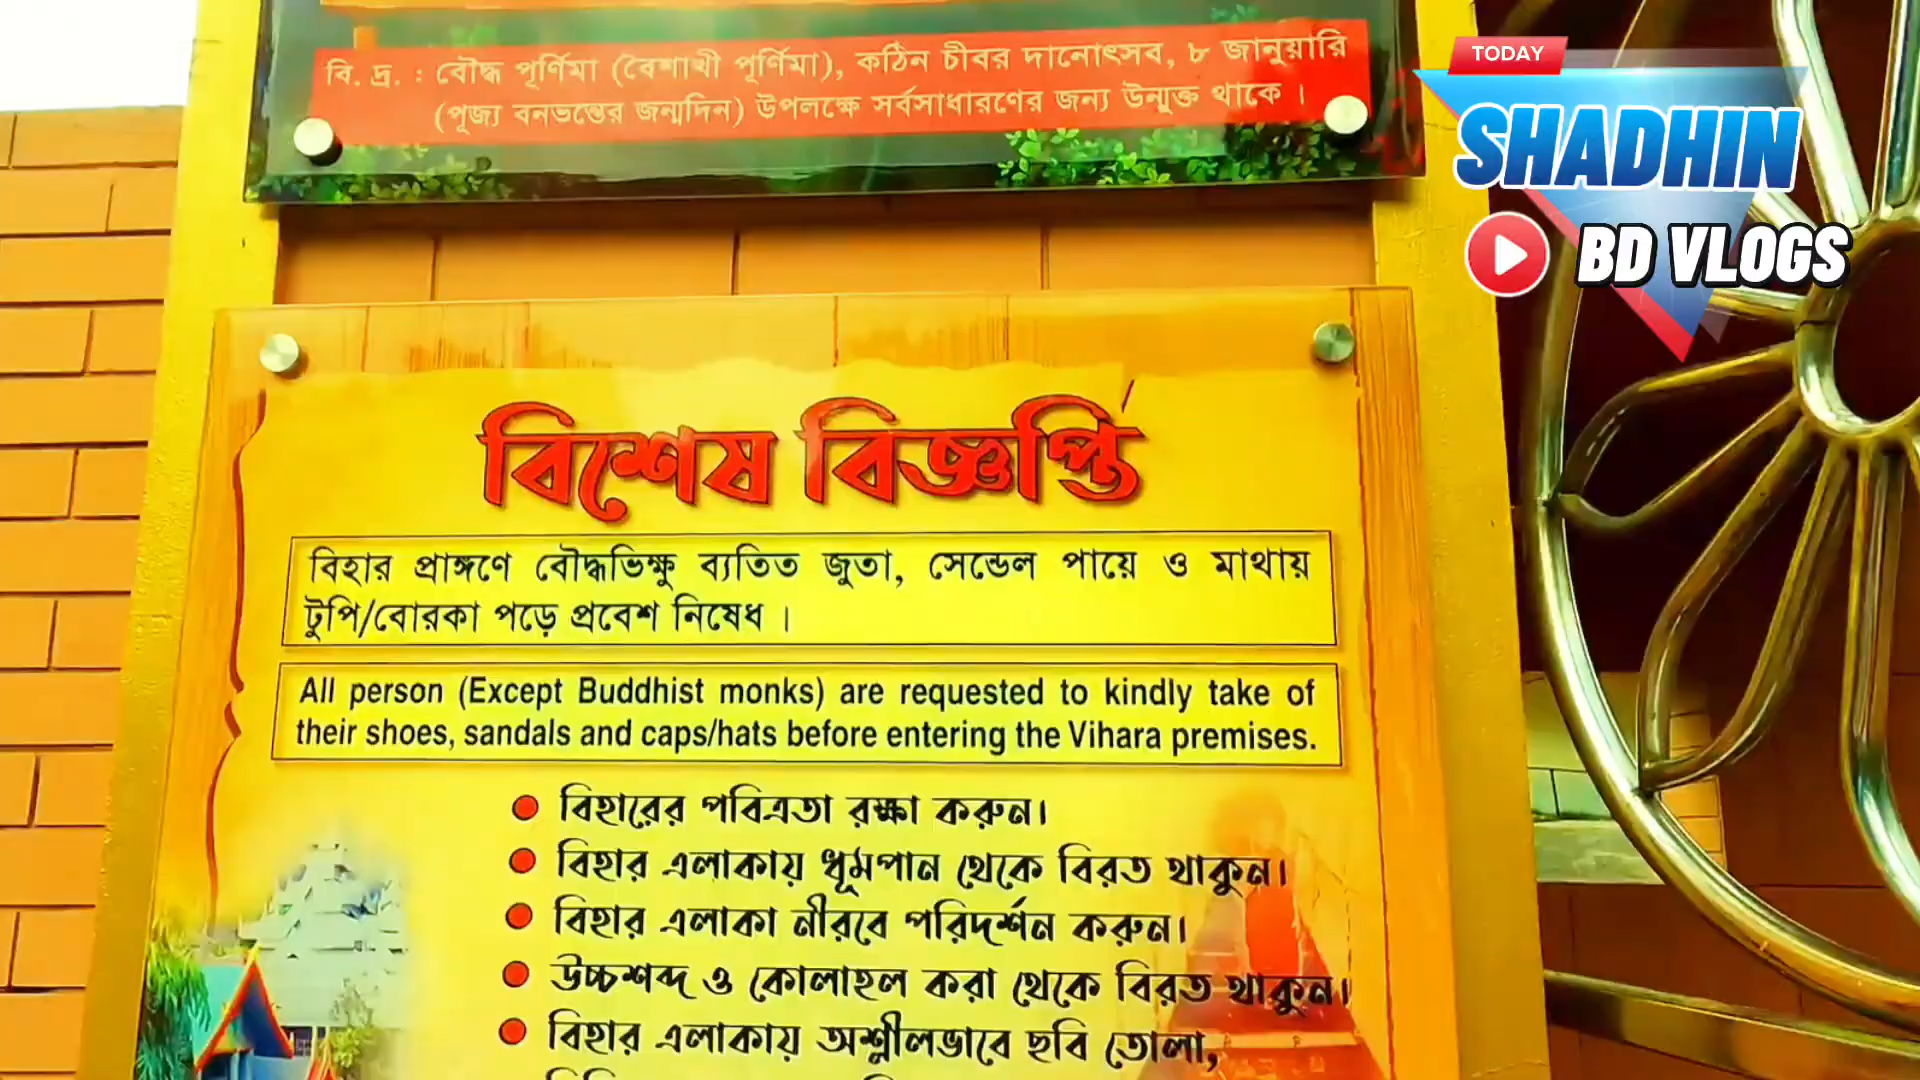 বি. দ্র. : বৌদ্ধ পূর্ণিমা (বৈশাখী পূর্ণিমা), কঠিন চীবর দানোৎসব, ৮ জানুয়ারি
(পূজ্য বনভন্তের জন্মদিন) উপলক্ষে সর্বসাধারণের জন্য উন্মুক্ত থাকে ।
TODAY
SHADHIN
BD VLOGS
বিশেষ বিজ্ঞপ্তি
বিহার প্রাঙ্গণে বৌদ্ধভিক্ষু ব্যতিত জুতা, সেন্ডেল পায়ে ও মাথায়
টুপি/বোরকা পড়ে প্রবেশ নিষেধ ।
All person (Except Buddhist monks) are requested to kindly take of
their shoes, sandals and caps/hats before entering the Vihara premises.
বিহারের পবিত্রতা রক্ষা করুন।
বিহার এলাকায় ধূমপান থেকে বিরত থাকুন।
বিহার এলাকা নীরবে পরিদর্শন করুন।
উচ্চশব্দ ও কোলাহল করা থেকে বিরত থাকুন।
বিহার এলাকায় অশ্লীলভাবে ছবি তোলা,